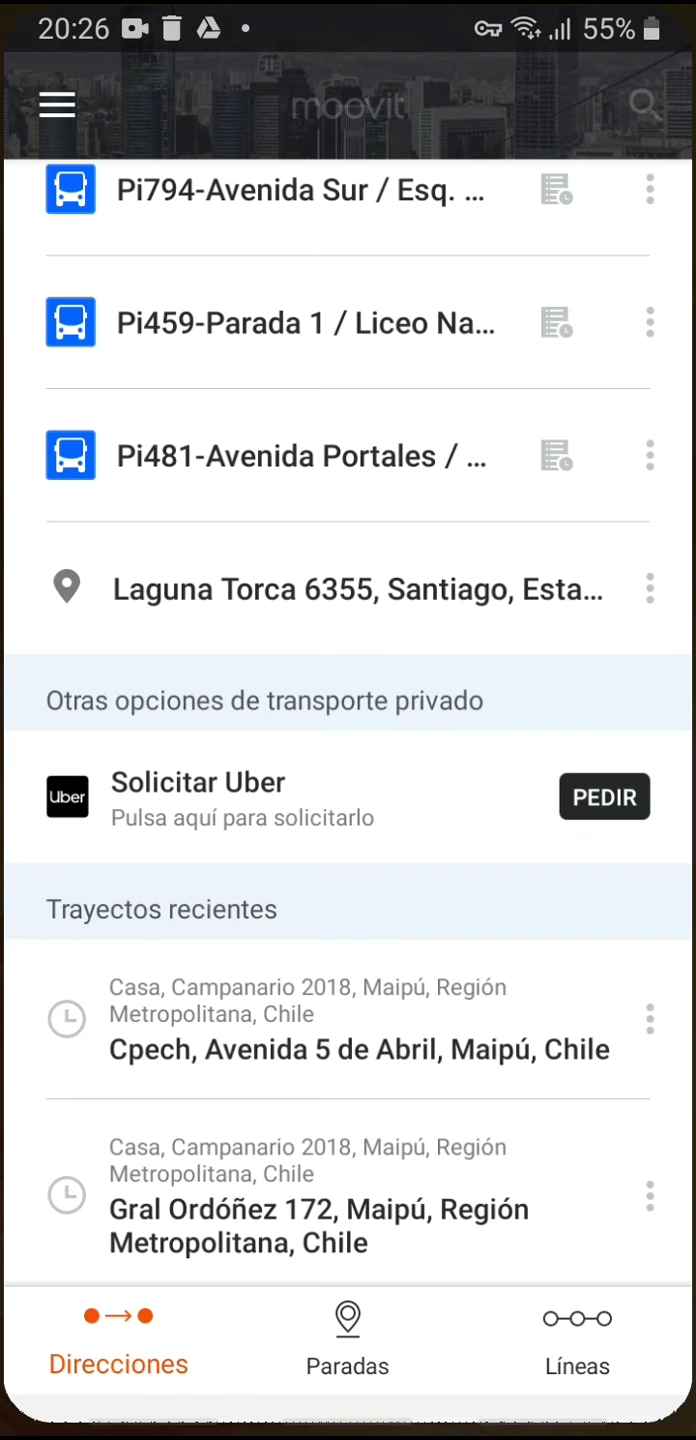 20:26
55%
moovit
Pi794-Avenida Sur / Esq. ...
Pi459-Parada 1 / Liceo Na...
Pi481-Avenida Portales / ...
Laguna Torca 6355, Santiago, Esta...
Otras opciones de transporte privado
Uber
Solicitar Uber
Pulsa aquí para solicitarlo
PEDIR
Trayectos recientes
Casa, Campanario 2018, Maipú, Región
Metropolitana, Chile
Cpech, Avenida 5 de Abril, Maipú, Chile
Casa, Campanario 2018, Maipú, Región
Metropolitana, Chile
Gral Ordóñez 172, Maipú, Región
Metropolitana, Chile
Direcciones
Paradas
Líneas